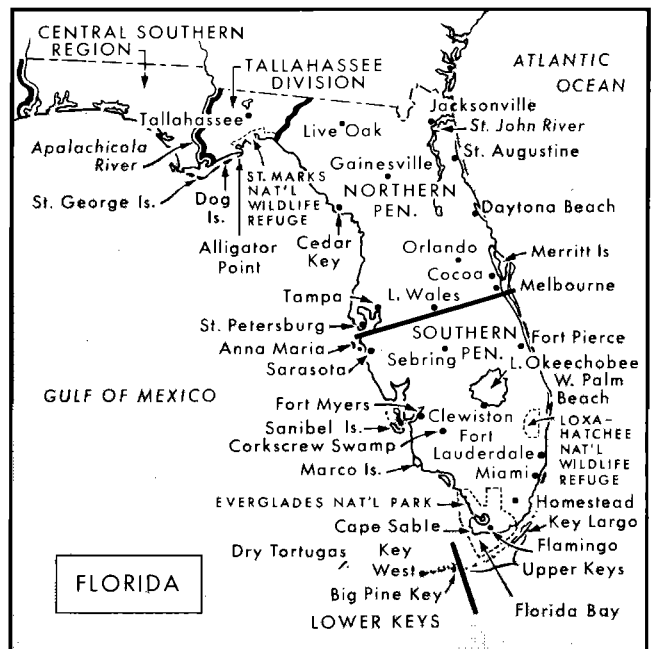 CENTRAL SOUTHERN
REGION
TALLAHASSEE
DIVISION
ATLANTIC
OCEAN
Tallahassee
Live Oak
Jacksonville
St. John River
Apalachicola
River
Gainesville
St. Augustine
St. George Is.
Dog
Is.
ST. MARKS
NAT'L
WILDLIFE
REFUGE
NORTHERN
PEN.
Alligator
Point
Cedar
Key
Daytona Beach
Orlando
Merritt Is
Cocoa
Tampa
L. Wales
Melbourne
St. Petersburg
SOUTHERN
PEN.
Fort Pierce
Anna Maria
Sebring
Sarasota
L. Okeechobee
GULF OF MEXICO
W. Palm
Beach
Fort Myers
Clewiston
LOXA-
HATCHEE
NAT'L
WILDLIFE
REFUGE
Sanibel Is.
Corkscrew Swamp
Fort
Lauderdale
Marco Is.
Miami
EVERGLADES NAT'L PARK
Homestead
Cape Sable
Key Largo
Flamingo
Dry Tortugas
Key
West
Upper Keys
Big Pine Key
Florida Bay
FLORIDA
LOWER KEYS